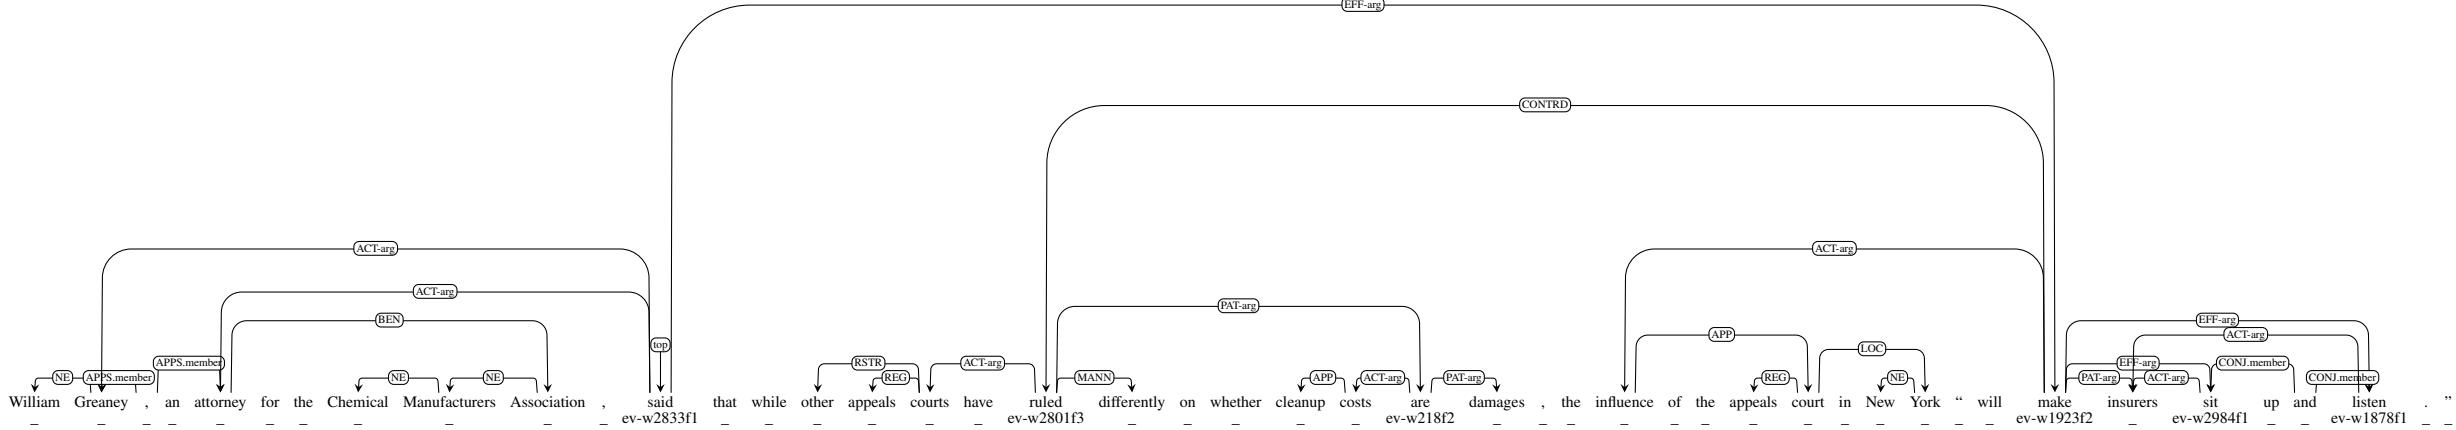 EFF-arg
CONTRD
ACT-arg ACT-arg
ACT-arg
PAT-arg
BEN EFF-arg
APP ACT-arg
top
LOC
APPS.member RSTR ACT-arg EFF-arg CONJ.member
NE APPS.member NE NE REG MANN APP ACT-arg PAT-arg REG NE PAT-arg ACT-arg CONJ.member
William Greaney , an attorney for the Chemical Manufacturers Association , said that while other appeals courts have ruled differently on whether cleanup costs are damages , the influence of the appeals court in New York “ will make insurers sit up and listen . ”
_ _ _ _ _ _ _ _ _ _ _ ev-w2833f1 _ _ _ _ _ _ ev-w2801f3 _ _ _ _ _ ev-w218f2 _ _ _ _ _ _ _ _ _ _ _ _ _ ev-w1923f2 _ ev-w2984f1 _ _ ev-w1878f1 _ _